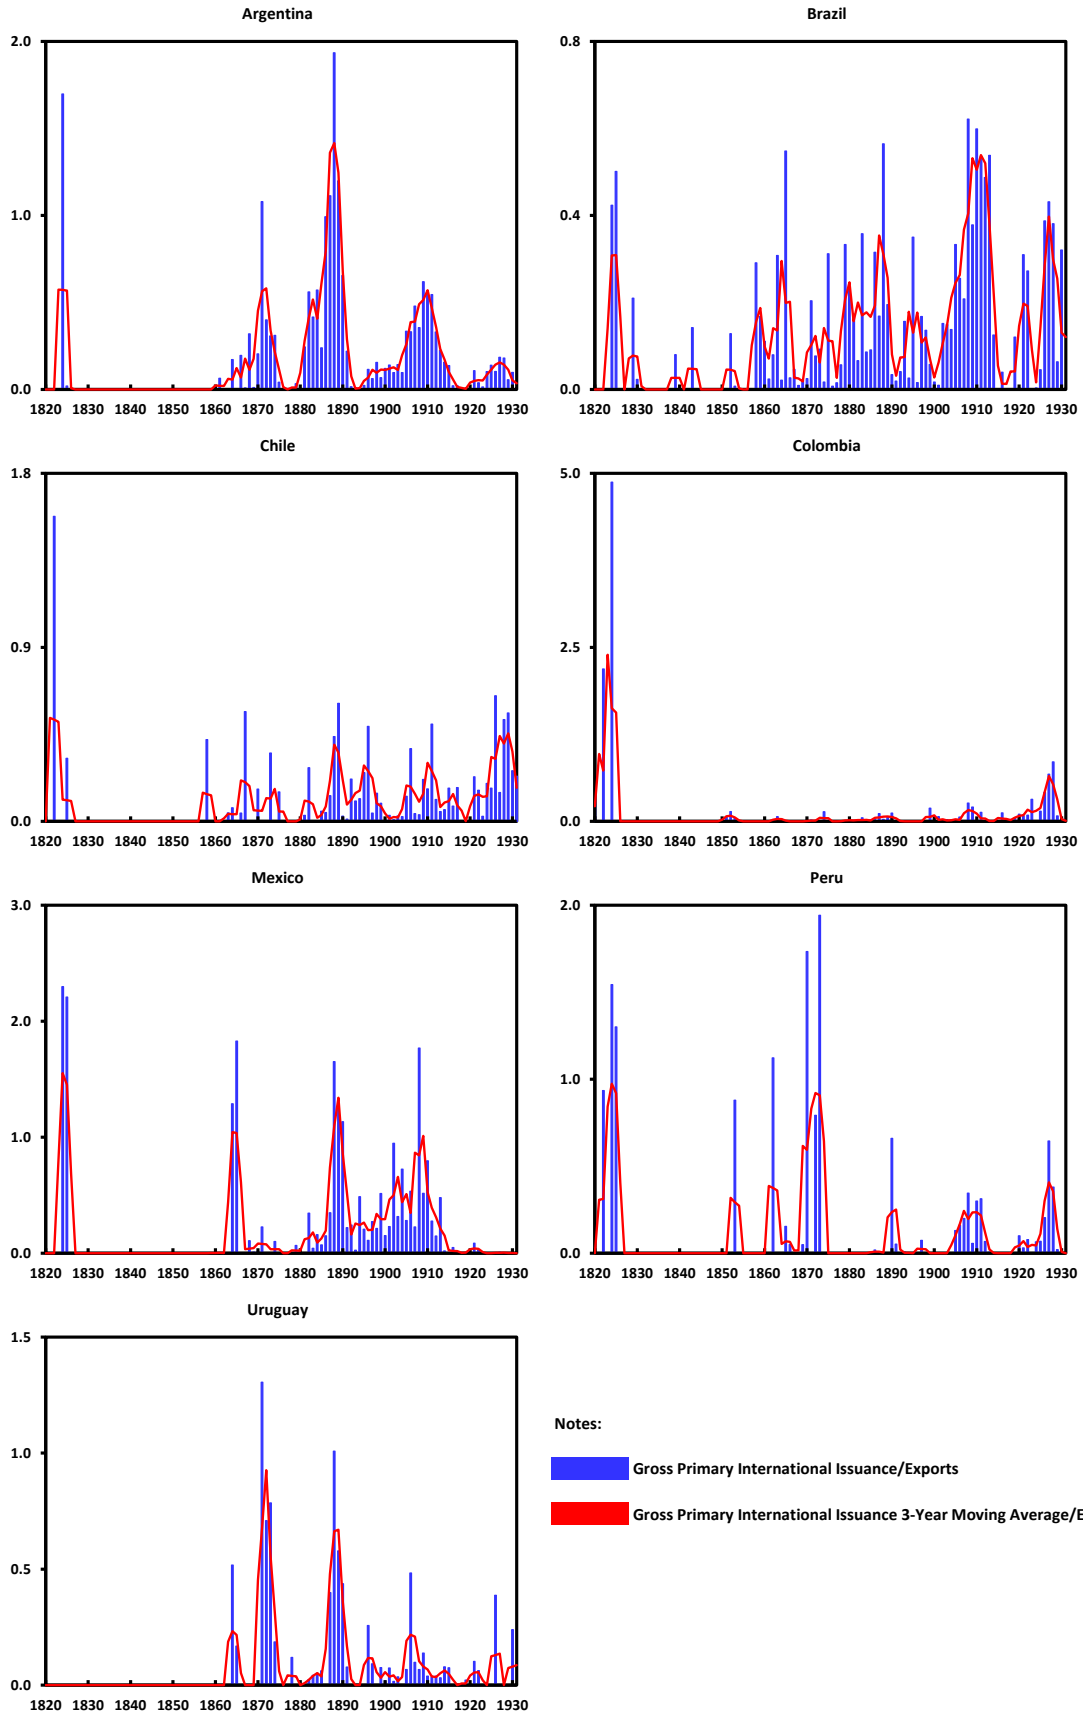 Argentina
2.0
1.0
0.0
1820 1830 1840 1850 1860 1870 1880 1890 1900 1910 1920 1930
Brazil
0.8
0.4
0.0
1820 1830 1840 1850 1860 1870 1880 1890 1900 1910 1920 1930
Chile
1.8
0.9
0.0
1820 1830 1840 1850 1860 1870 1880 1890 1900 1910 1920 1930
Colombia
5.0
2.5
0.0
1820 1830 1840 1850 1860 1870 1880 1890 1900 1910 1920 1930
Mexico
3.0
2.0
1.0
0.0
1820 1830 1840 1850 1860 1870 1880 1890 1900 1910 1920 1930
Peru
2.0
1.0
0.0
1820 1830 1840 1850 1860 1870 1880 1890 1900 1910 1920 1930
Uruguay
1.5
1.0
0.5
0.0
1820 1830 1840 1850 1860 1870 1880 1890 1900 1910 1920 1930
Notes:
Gross Primary International Issuance/Exports
Gross Primary International Issuance 3-Year Moving Average/E